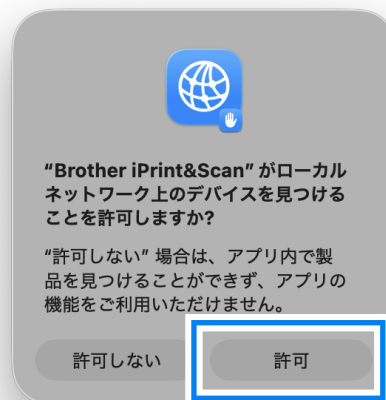 “Brother iPrint&Scan” がローカル
ネットワーク上のデバイスを見つける
ことを許可しますか?
“許可しない” 場合は、アプリ内で製
品を見つけることができず、アプリの
機能をご利用いただけません。
許可しない
許可